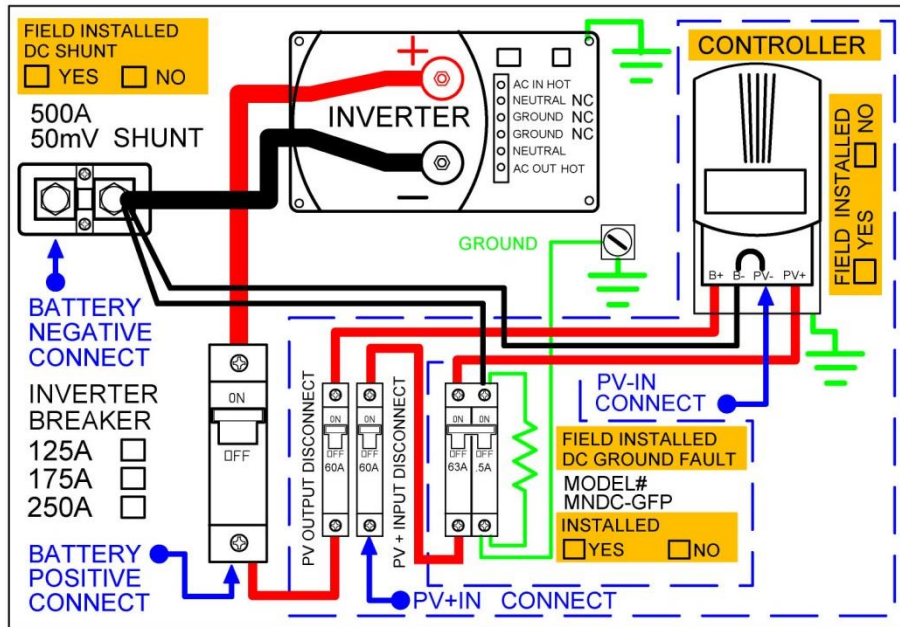 FIELD INSTALLED
DC SHUNT
YES NO
500A
50mV SHUNT
+
INVERTER
–
AC IN HOT
NEUTRAL NC
GROUND NC
GROUND NC
NEUTRAL
AC OUT HOT
CONTROLLER
FIELD INSTALLED
YES NO
B+ B- PV- PV+
GROUND
BATTERY
NEGATIVE
CONNECT
INVERTER
BREAKER
125A
175A
250A
BATTERY
POSITIVE
CONNECT
ON
OFF
PV OUTPUT DISCONNECT
ON
OFF
60A
PV + INPUT DISCONNECT
ON
OFF
60A
ON ON
OFF OFF
63A .5A
PV-IN
CONNECT
FIELD INSTALLED
DC GROUND FAULT
MODEL#
MNDC-GFP
INSTALLED
YES NO
PV+IN CONNECT